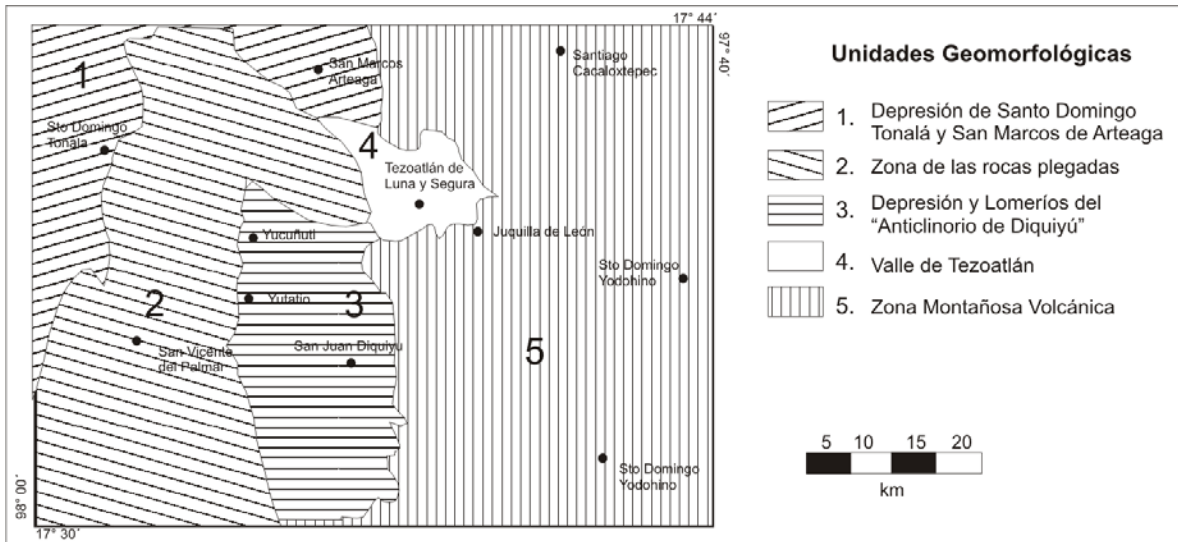 17° 44´
97° 40´
1
San Marcos
Arteaga
Santiago
Cacaloxtepec
Sto Domingo
Tonala
4
Tezoatlán de
Luna y Segura
Yucuñuti
Juquilla de León
Sto Domingo
Yodohino
2
Yutatio
3
San Vicente
del Palmar
San Juan Diquiyu
5
Sto Domingo
Yodohino
98° 00´
17° 30´
Unidades Geomorfológicas
1. Depresión de Santo Domingo
Tonalá y San Marcos de Arteaga
2. Zona de las rocas plegadas
3. Depresión y Lomeríos del
“Anticlinorio de Diquiyú”
4. Valle de Tezoatlán
5. Zona Montañosa Volcánica
5 10 15 20
km